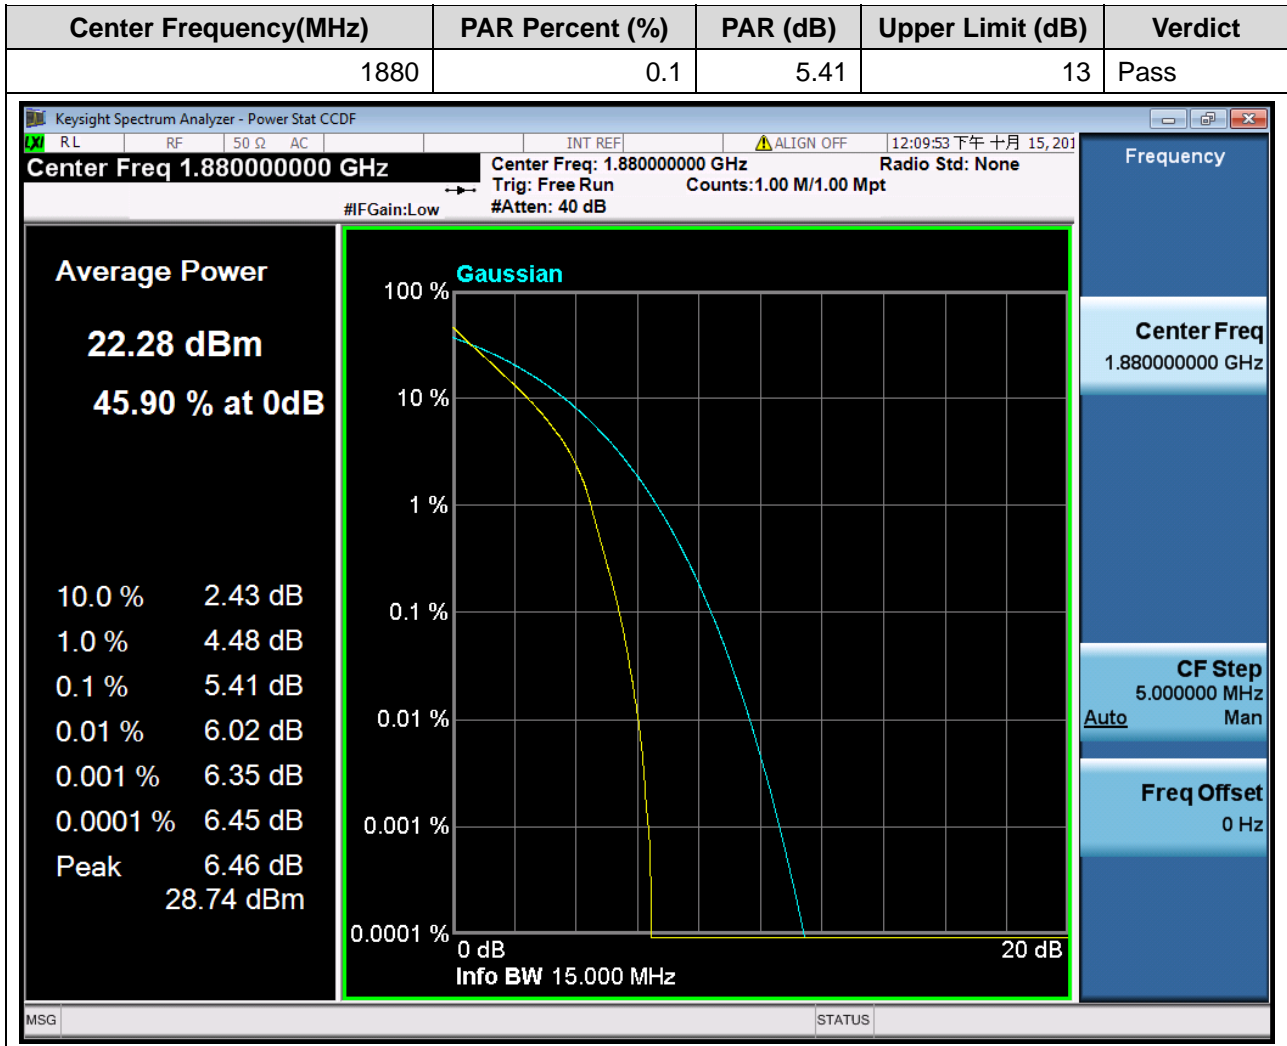 Center Frequency(MHz) PAR Percent (%) PAR (dB) Upper Limit (dB) Verdict
1880 0.1 5.41 13 Pass
Keysight Spectrum Analyzer - Power Stat CCDF
LXI RL RF 50 Ω AC INT REF ALIGN OFF 12:09:53 下午 十月 15, 201
Center Freq 1.880000000 GHz
Center Freq: 1.880000000 GHz Radio Std: None
Trig: Free Run Counts:1.00 M/1.00 Mpt
#IFGain:Low #Atten: 40 dB
Average Power
22.28 dBm
45.90 % at 0dB
10.0 % 2.43 dB
1.0 % 4.48 dB
0.1 % 5.41 dB
0.01 % 6.02 dB
0.001 % 6.35 dB
0.0001 % 6.45 dB
Peak 6.46 dB
28.74 dBm
Gaussian
100 %
10 %
1 %
0.1 %
0.01 %
0.001 %
0.0001 %
0 dB 20 dB
Info BW 15.000 MHz
Frequency
Center Freq
1.880000000 GHz
CF Step
5.000000 MHz
Auto Man
Freq Offset
0 Hz
MSG STATUS